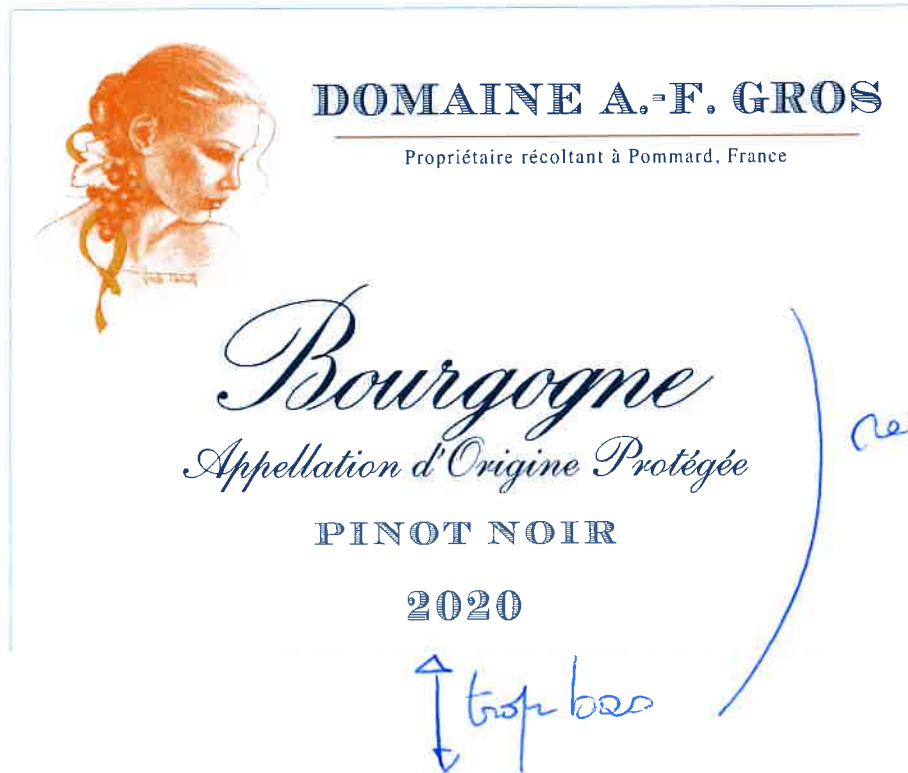 DOMAINE A.-F. GROS
Propriétaire récoltant à Pommard, France
Bourgogne
Appellation d'Origine Protégée
PINOT NOIR
2020
trop bas